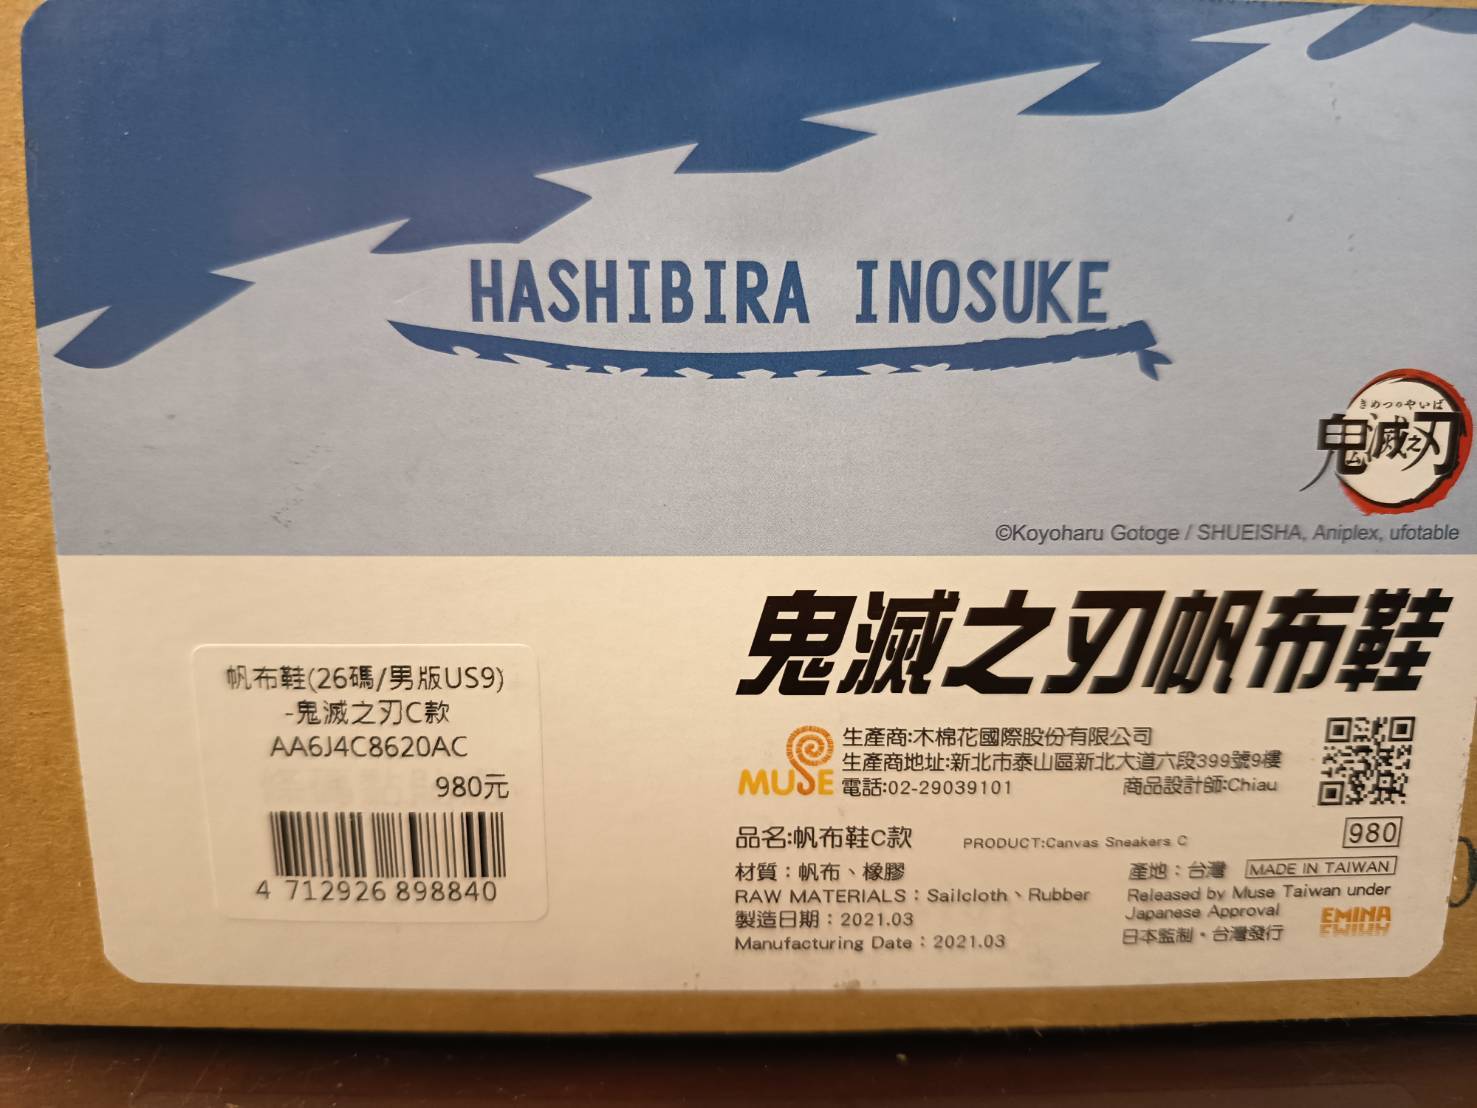 HASHIBIRA INOSUKE
きめつのやいば
鬼滅之刃
©Koyoharu Gotoge / SHUEISHA, Aniplex, ufotable
鬼滅之刃帆布鞋
帆布鞋(26碼/男版US9)
-鬼滅之刃C款
AA6J4C8620AC
980元
4 712926 898840
MUSE
生產商:木棉花國際股份有限公司
生產商地址:新北市泰山區新北大道六段399號9樓
電話:02-29039101
商品設計師:Chiau
品名:帆布鞋C款
PRODUCT:Canvas Sneakers C
980
材質：帆布、橡膠
RAW MATERIALS：Sailcloth、Rubber
製造日期：2021.03
Manufacturing Date：2021.03
產地：台灣
MADE IN TAIWAN
Released by Muse Taiwan under
Japanese Approval
日本監制・台灣發行
EMINA